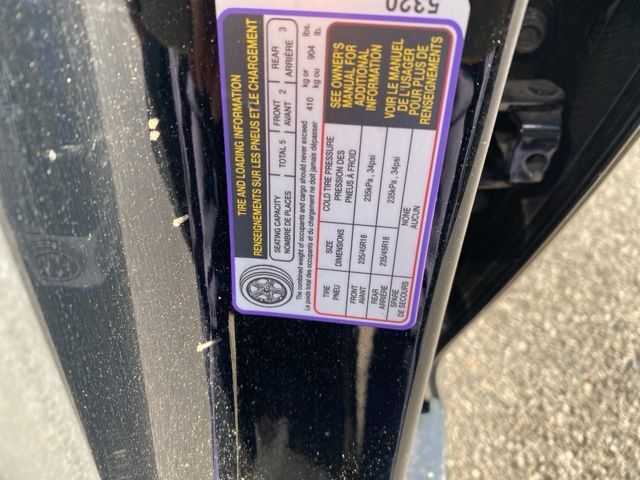 5320
TIRE AND LOADING INFORMATION
RENSEIGNEMENTS SUR LES PNEUS ET LE CHARGEMENT
SEATING CAPACITY
NOMBRE DE PLACES
TOTAL 5
FRONT
AVANT 2
REAR
ARRIÈRE 3
The combined weight of occupants and cargo should never exceed 410 kg or 904 lbs.
Le poids total des occupants et du chargement ne doit jamais dépasser kg ou lb.
TIRE
PNEU
SIZE
DIMENSIONS
COLD TIRE PRESSURE
PRESSION DES
PNEUS À FROID
FRONT
AVANT
235/45R18
235kPa , 34psi
REAR
ARRIÈRE
235/45R18
235kPa , 34psi
SPARE
DE SECOURS
NONE
AUCUN
SEE OWNER'S
MANUAL FOR
ADDITIONAL
INFORMATION
VOIR LE MANUEL
DE L'USAGER
POUR PLUS DE
RENSEIGNEMENTS